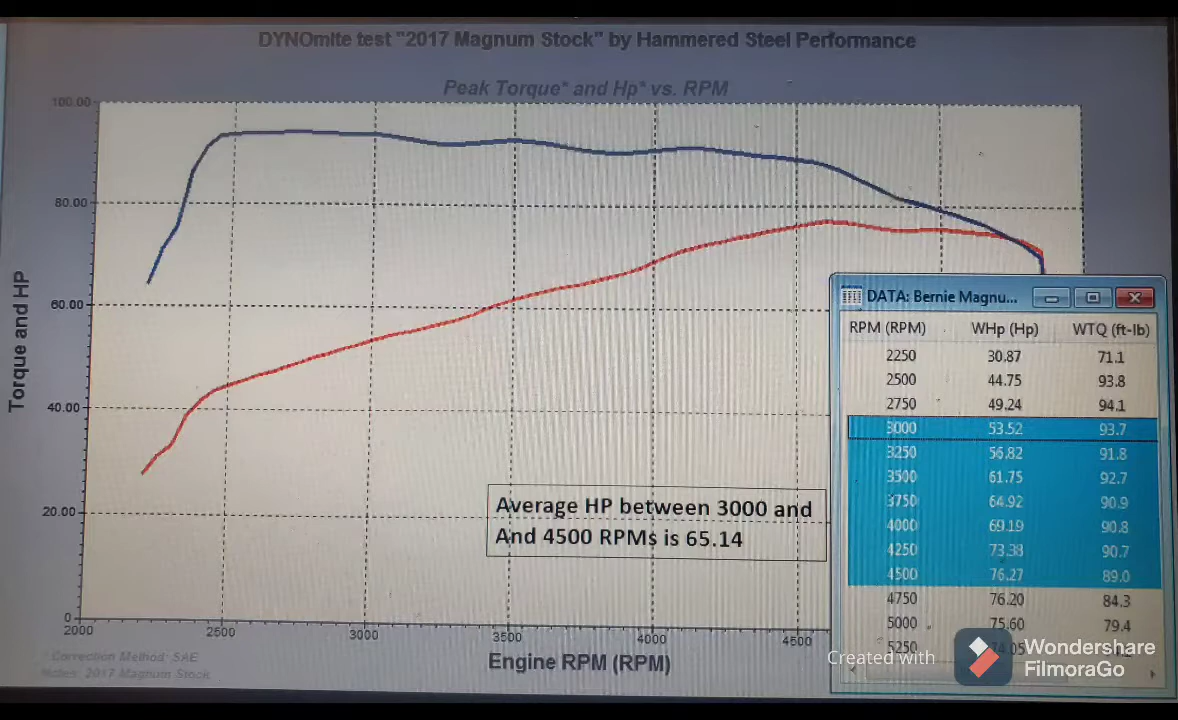 DYNOmite test "2017 Magnum Stock" by Hammered Steel Performance
Peak Torque* and Hp* vs. RPM
100.00
80.00
60.00
40.00
20.00
0
Torque and HP
2000 2500 3000 3500 4000 4500
Engine RPM (RPM)
* Correction Method: SAE
Notes: 2017 Magnum Stock
Average HP between 3000 and
And 4500 RPMs is 65.14
DATA: Bernie Magnu...
RPM (RPM) WHp (Hp) WTQ (ft-lb)
2250 30.87 71.1
2500 44.75 93.8
2750 49.24 94.1
3000 53.52 93.7
3250 56.82 91.8
3500 61.75 92.7
3750 64.92 90.9
4000 69.19 90.8
4250 73.38 90.7
4500 76.27 89.0
4750 76.20 84.3
5000 75.60 79.4
5250
Created with
Wondershare
FilmoraGo